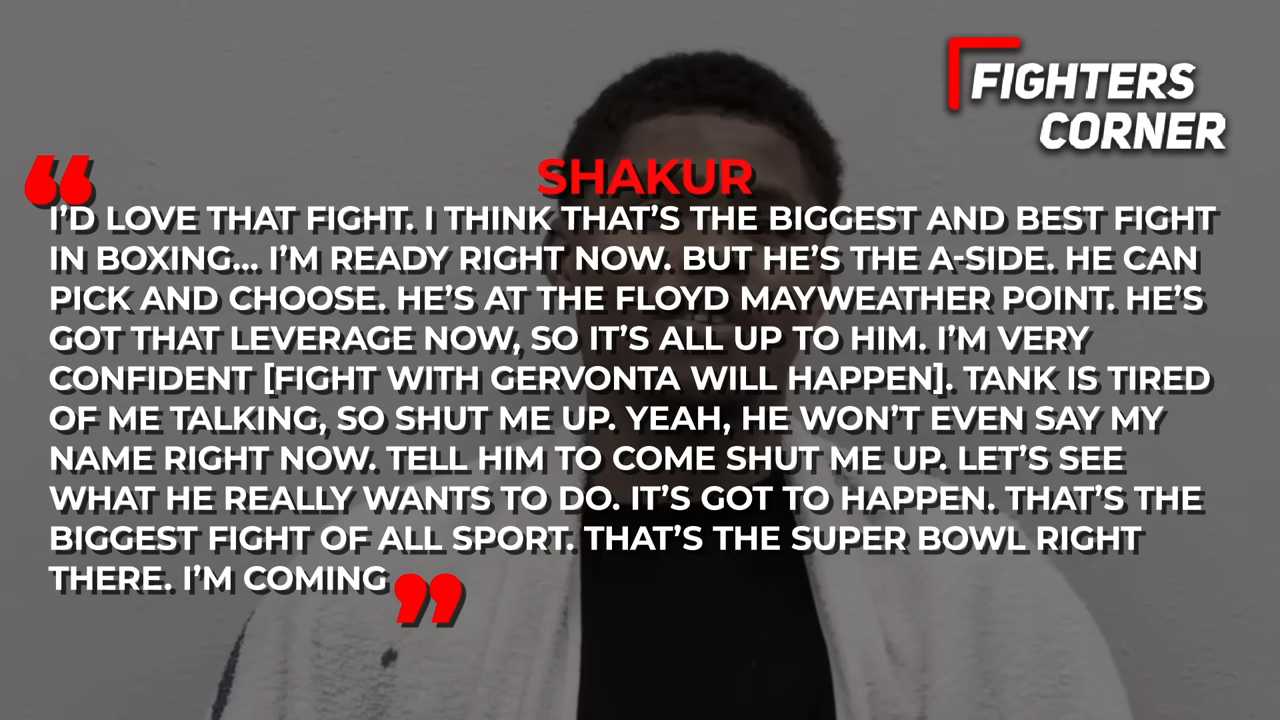 FIGHTERS
CORNER
“
SHAKUR
I’D LOVE THAT FIGHT. I THINK THAT’S THE BIGGEST AND BEST FIGHT
IN BOXING... I’M READY RIGHT NOW. BUT HE’S THE A-SIDE. HE CAN
PICK AND CHOOSE. HE’S AT THE FLOYD MAYWEATHER POINT. HE’S
GOT THAT LEVERAGE NOW, SO IT’S ALL UP TO HIM. I’M VERY
CONFIDENT [FIGHT WITH GERVONTA WILL HAPPEN]. TANK IS TIRED
OF ME TALKING, SO SHUT ME UP. YEAH, HE WON’T EVEN SAY MY
NAME RIGHT NOW. TELL HIM TO COME SHUT ME UP. LET’S SEE
WHAT HE REALLY WANTS TO DO. IT’S GOT TO HAPPEN. THAT’S THE
BIGGEST FIGHT OF ALL SPORT. THAT’S THE SUPER BOWL RIGHT
THERE. I’M COMING ”